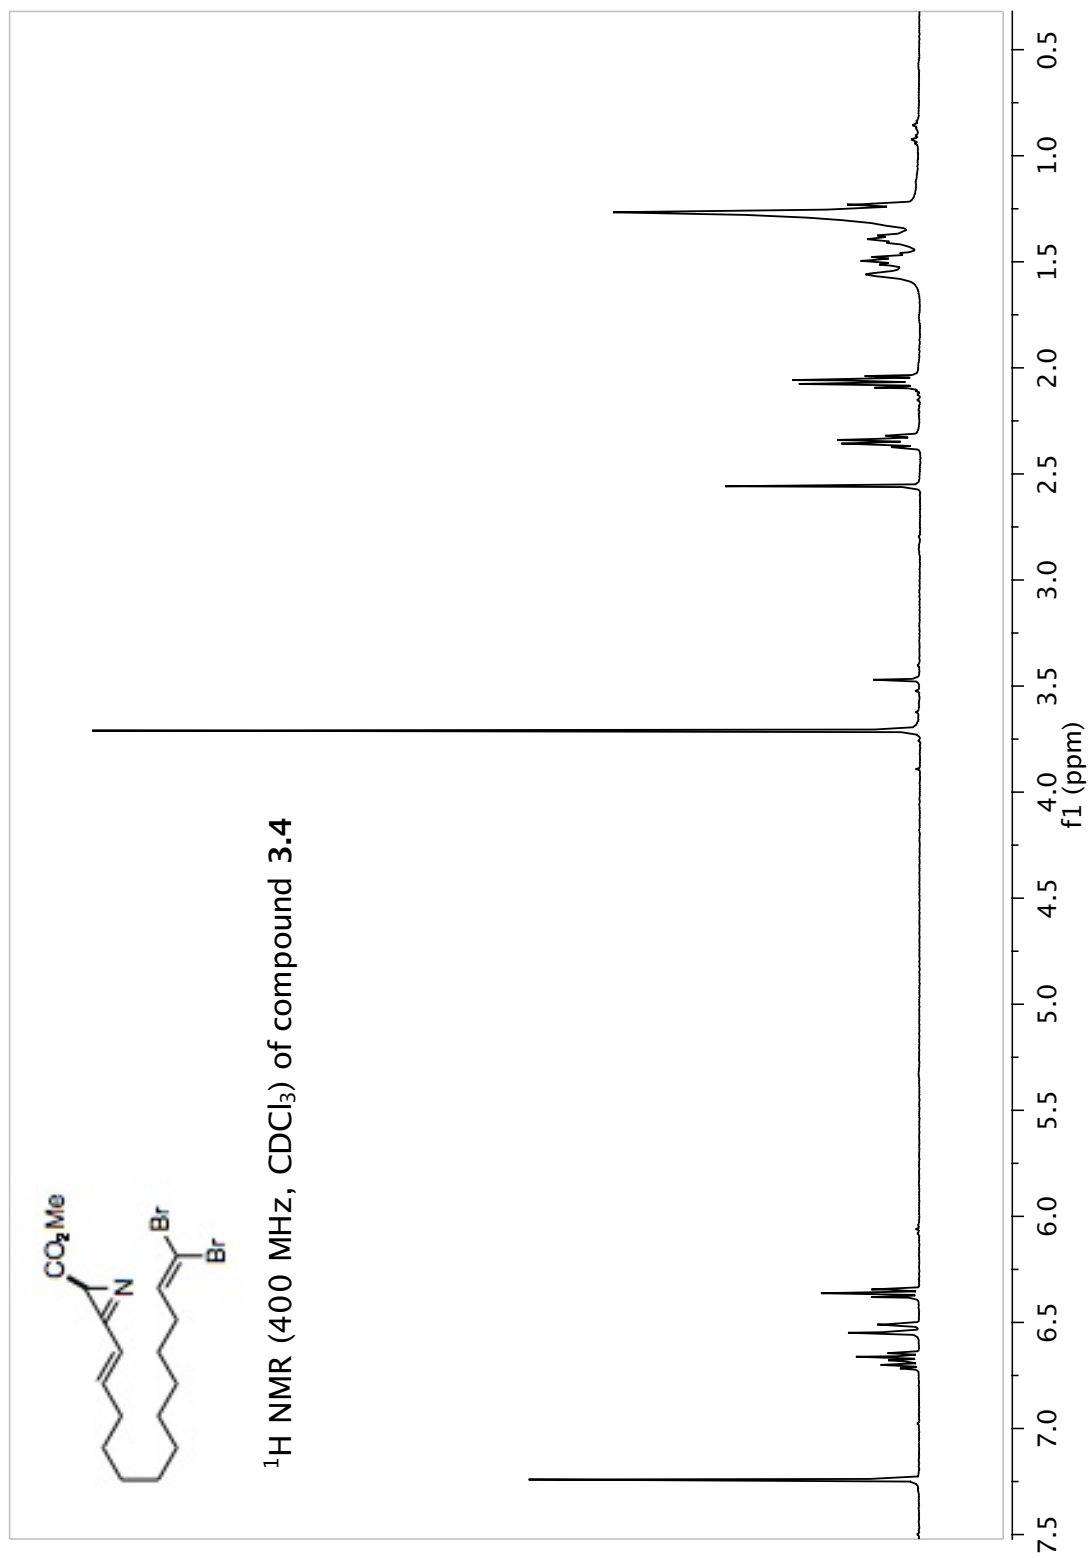 CO₂Me
N
Br
Br
¹H NMR (400 MHz, CDCl₃) of compound 3.4
7.5 7.0 6.5 6.0 5.5 5.0 4.5 4.0 3.5 3.0 2.5 2.0 1.5 1.0 0.5
f1 (ppm)